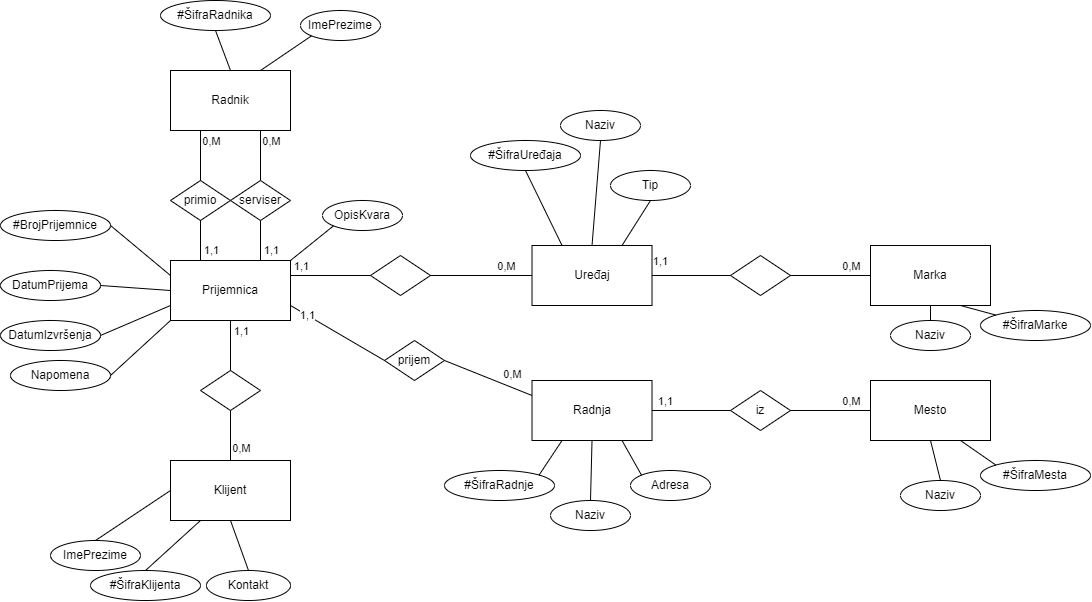 #ŠifraRadnika
ImePrezime
Radnik
0,M
0,M
primio
serviser
1,1
1,1
#BrojPrijemnice
DatumPrijema
DatumIzvršenja
Napomena
OpisKvara
Prijemnica
1,1
0,M
1,1
1,1
0,M
Klijent
ImePrezime
#ŠifraKlijenta
Kontakt
Naziv
#ŠifraUređaja
Tip
Uređaj
1,1
0,M
Marka
Naziv
#ŠifraMarke
prijem
0,M
Radnja
1,1
iz
0,M
Mesto
#ŠifraRadnje
Naziv
Adresa
Naziv
#ŠifraMesta